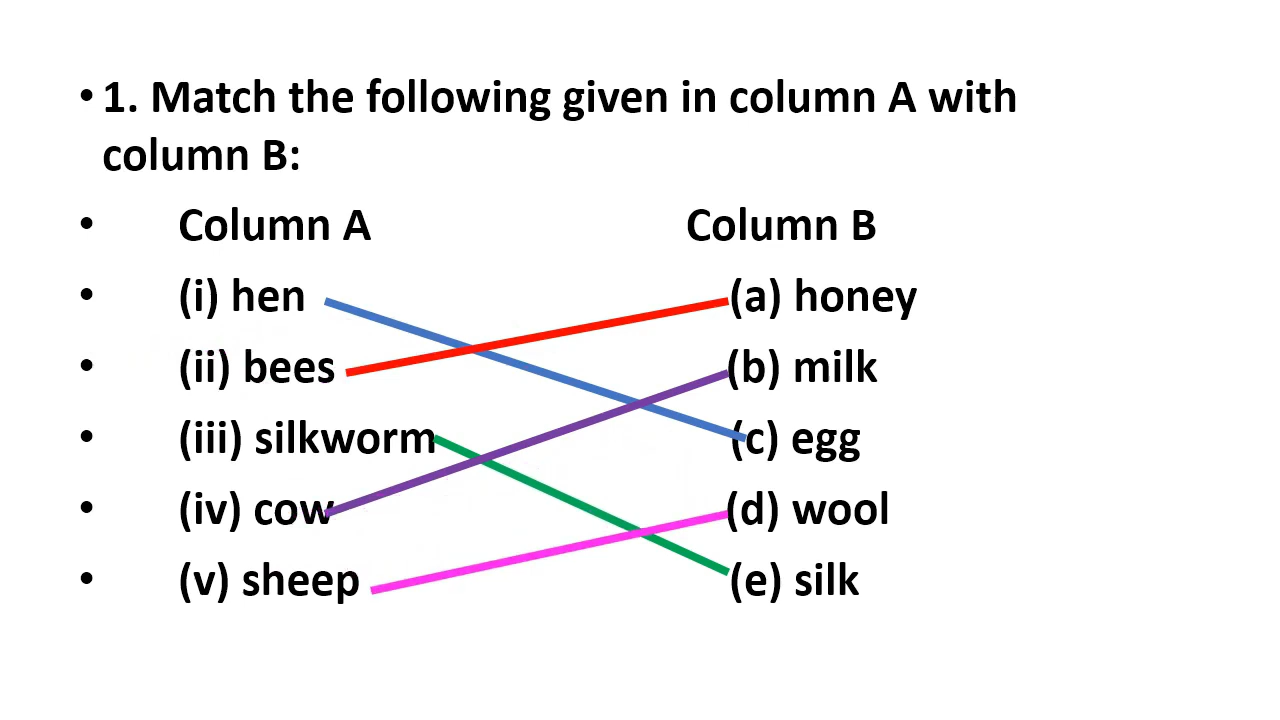 • 1. Match the following given in column A with
column B:
• Column A Column B
• (i) hen (a) honey
• (ii) bees (b) milk
• (iii) silkworm (c) egg
• (iv) cow (d) wool
• (v) sheep (e) silk